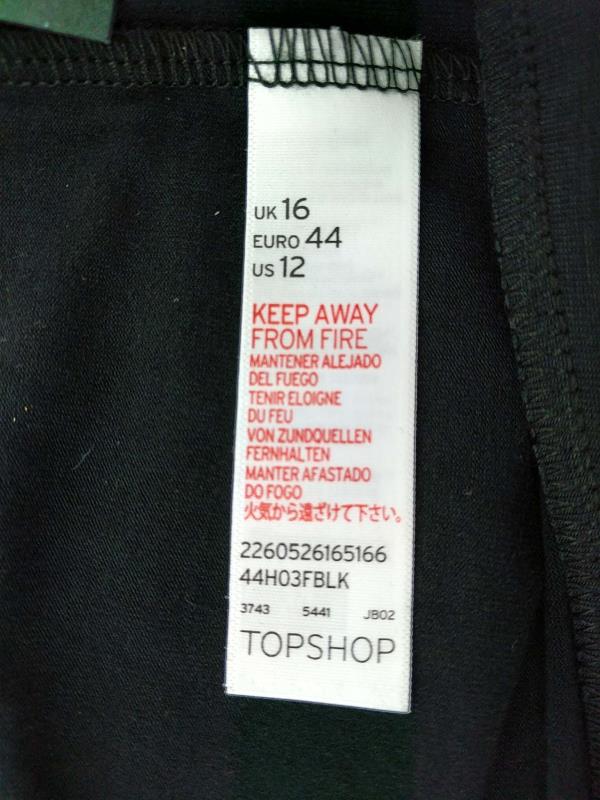 UK 16
EURO 44
US 12
KEEP AWAY
FROM FIRE
MANTENER ALEJADO
DEL FUEGO
TENIR ELOIGNE
DU FEU
VON ZUNDQUELLEN
FERNHALTEN
MANTER AFASTADO
DO FOGO
火気から遠ざけて下さい。
2260526165166
44H03FBLK
3743 5441 JB02
TOPSHOP